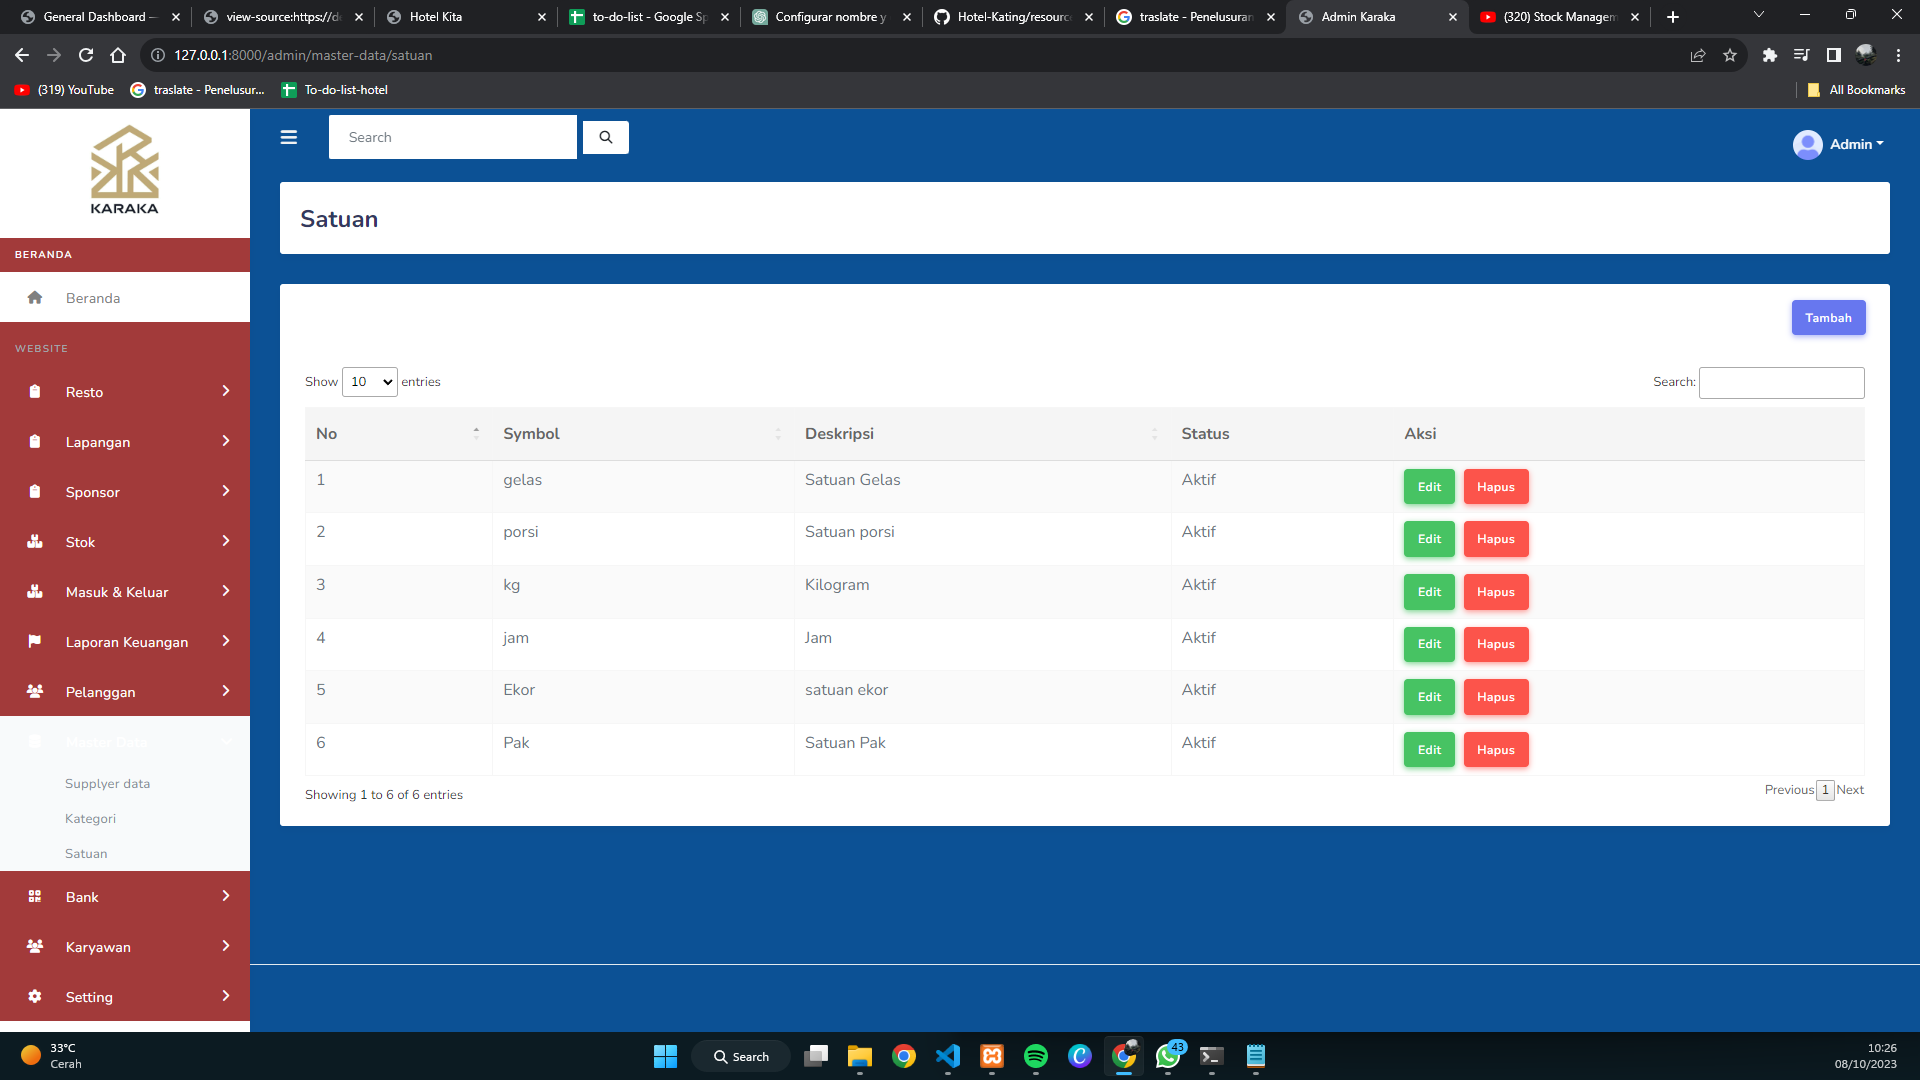 General Dashboard —
view-source:https://de
Hotel Kita
to-do-list - Google Sp
Configurar nombre y
Hotel-Kating/resourc
traslate - Penelusuran
Admin Karaka
(320) Stock Managem
127.0.0.1:8000/admin/master-data/satuan
(319) YouTube
traslate - Penelusur...
To-do-list-hotel
All Bookmarks
KARAKA
Search
Admin
BERANDA
Beranda
WEBSITE
Resto
Lapangan
Sponsor
Stok
Masuk & Keluar
Laporan Keuangan
Pelanggan
Master Data
Supplyer data
Kategori
Satuan
Bank
Karyawan
Setting
Satuan
Tambah
Show 10 entries
Search:
No Symbol Deskripsi Status Aksi
1 gelas Satuan Gelas Aktif Edit Hapus
2 porsi Satuan porsi Aktif Edit Hapus
3 kg Kilogram Aktif Edit Hapus
4 jam Jam Aktif Edit Hapus
5 Ekor satuan ekor Aktif Edit Hapus
6 Pak Satuan Pak Aktif Edit Hapus
Showing 1 to 6 of 6 entries
Previous 1 Next
33°C
Cerah
Search
43
10:26
08/10/2023